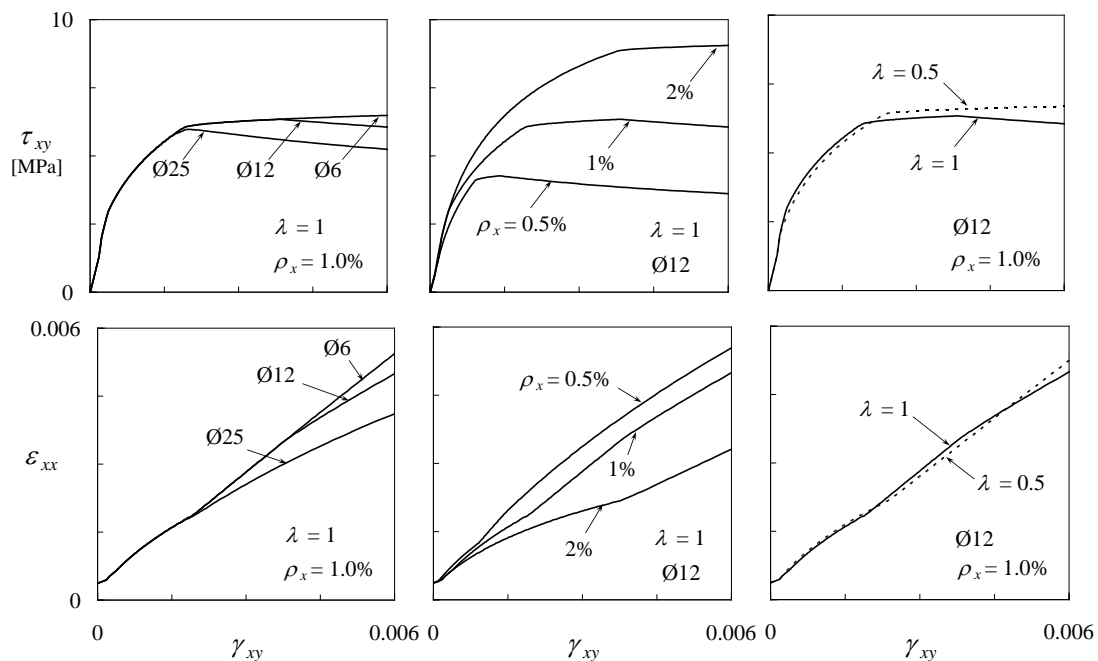 10
τxy
[MPa]
0
Ø25
Ø12
Ø6
λ = 1
ρx = 1.0%
2%
1%
ρx = 0.5%
λ = 1
Ø12
λ = 0.5
λ = 1
Ø12
ρx = 1.0%
0.006
εxx
0
Ø6
Ø12
Ø25
λ = 1
ρx = 1.0%
ρx = 0.5%
1%
2%
λ = 1
Ø12
λ = 1
λ = 0.5
Ø12
ρx = 1.0%
0
γxy
0.006
0
γxy
0.006
0
γxy
0.006